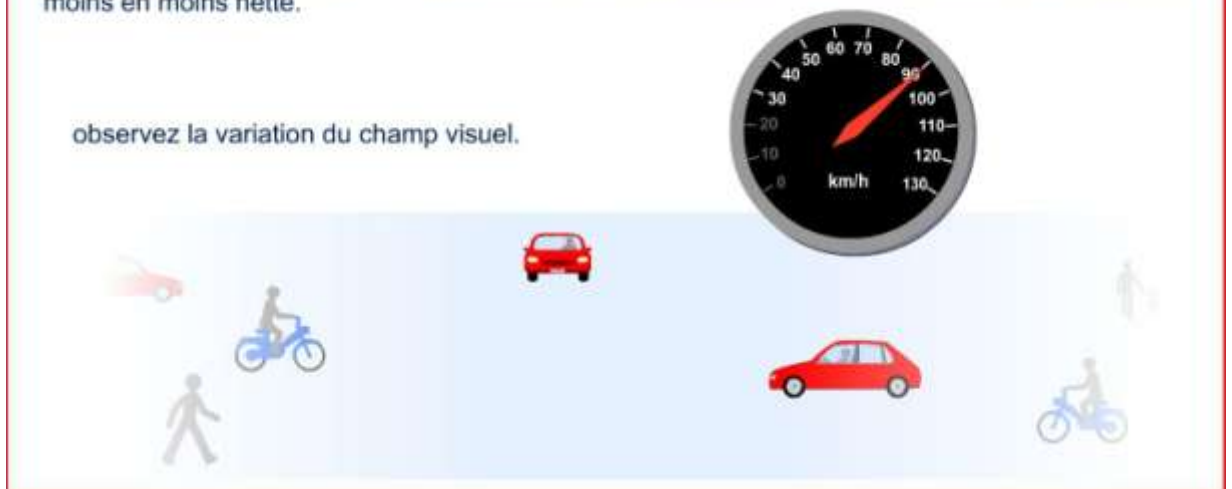 moins en moins nette.
observez la variation du champ visuel.
60 70
50 80
40 90
30 100
20 110
10 120
0 km/h 130